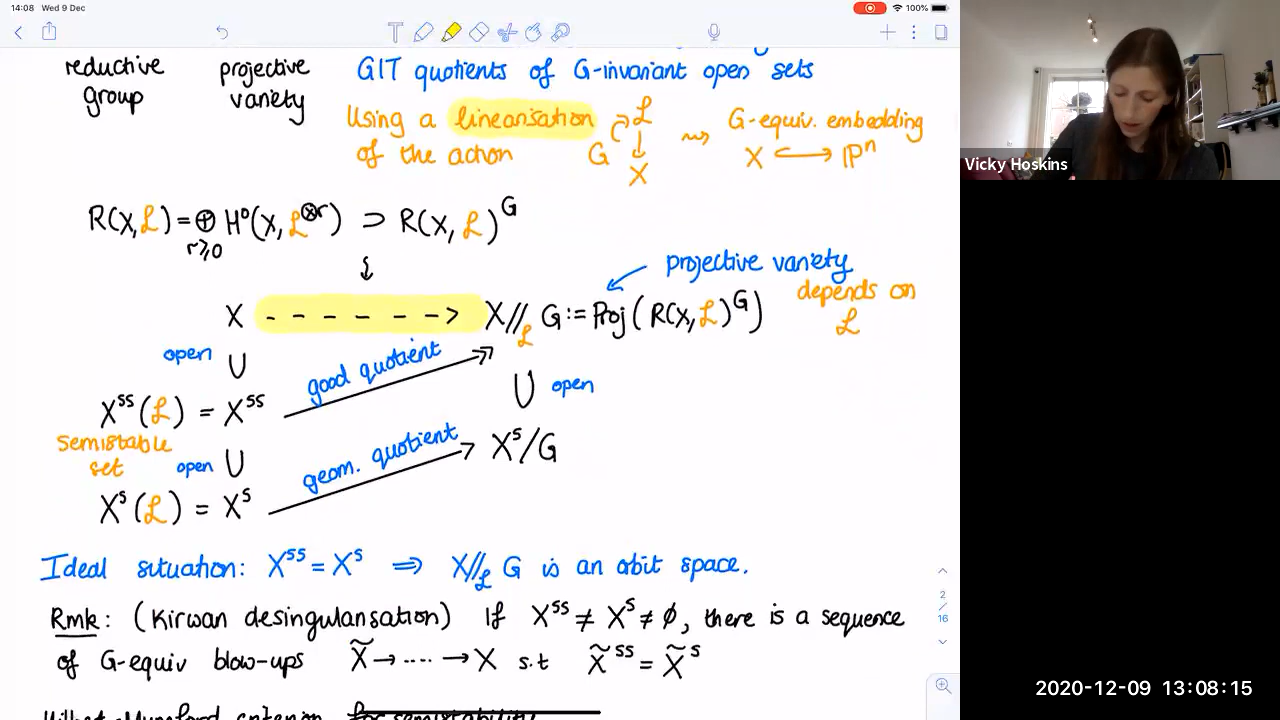 14:08 Wed 9 Dec
100%
reductive group
projective variety
GIT quotients of G-invariant open sets
Using a linearisation of the action
G L X
G-equiv. embedding
X ↪ Pⁿ
R(X, L) = ⊕ H⁰(X, L^⊗r) ⊃ R(X, L)^G
r≥0
projective variety
depends on L
X - - - - - -> X//_L G := Proj(R(X, L)^G)
open ∪
good quotient
∪ open
X^ss(L) = X^ss
semistable set
open ∪
geom. quotient
X^s/G
X^s(L) = X^s
Ideal situation: X^ss = X^s ⇒ X//_L G is an orbit space.
Rmk: (Kirwan desingularisation) If X^ss ≠ X^s ≠ ∅, there is a sequence
of G-equiv blow-ups X̃ → ···· → X s.t X̃^ss = X̃^s
2
/
16
Vicky Hoskins
2020-12-09 13:08:15